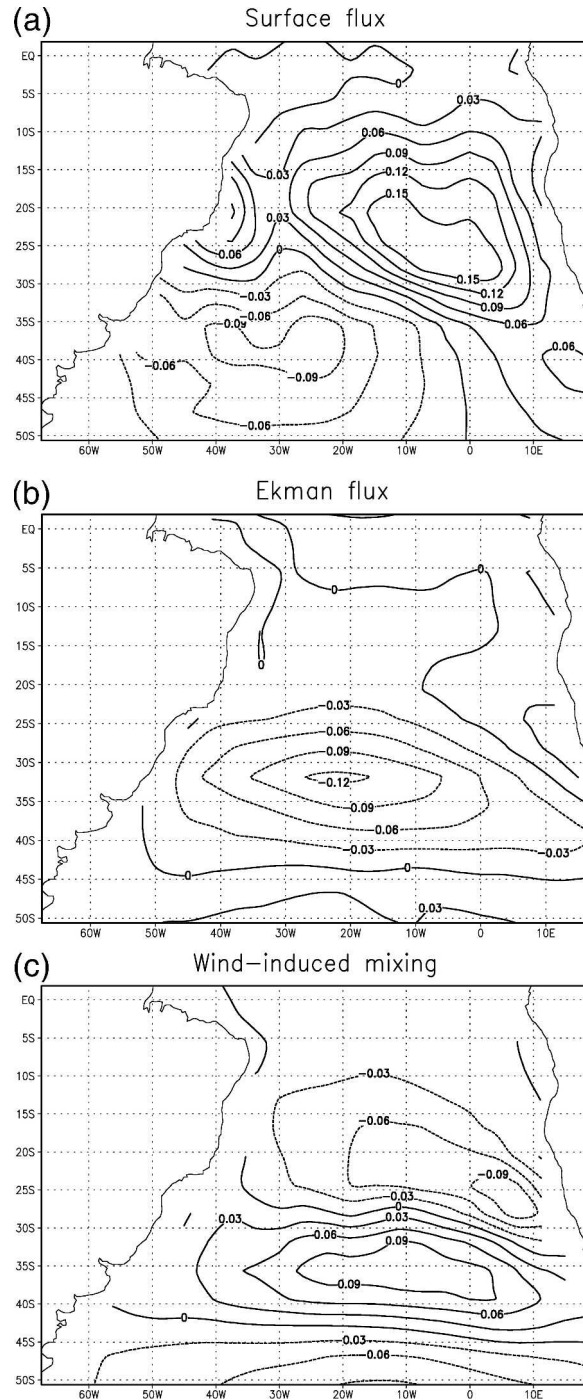 (a) Surface flux
EQ
5S
10S
15S
20S
25S
30S
35S
40S
45S
50S
0
0.03
0.06
0.09
0.12
0.15
0.03
0.03
0.06
0
0.15
0.12
0.09
0.06
-0.03
-0.06
0.09
-0.06
-0.09
-0.06
0.06
60W 50W 40W 30W 20W 10W 0 10E
(b) Ekman flux
EQ
5S
10S
15S
20S
25S
30S
35S
40S
45S
50S
0
0
0
-0.03
-0.06
-0.09
-0.12
-0.09
-0.06
-0.03
-0.03
0
0
0.03
60W 50W 40W 30W 20W 10W 0 10E
(c) Wind-induced mixing
EQ
5S
10S
15S
20S
25S
30S
35S
40S
45S
50S
-0.03
-0.06
-0.09
-0.03
0
0.03
0.03
0.06
0.09
0.09
0.06
0
0
-0.03
-0.06
60W 50W 40W 30W 20W 10W 0 10E